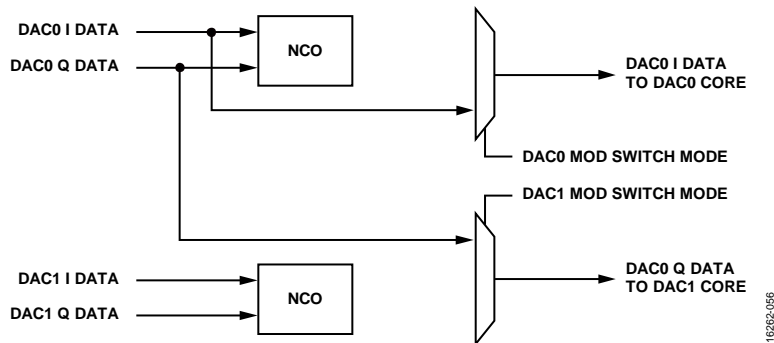 DAC0 I DATA
DAC0 Q DATA
NCO
DAC0 I DATA
TO DAC0 CORE
DAC0 MOD SWITCH MODE
DAC1 MOD SWITCH MODE
DAC1 I DATA
DAC1 Q DATA
NCO
DAC0 Q DATA
TO DAC1 CORE
16262-056